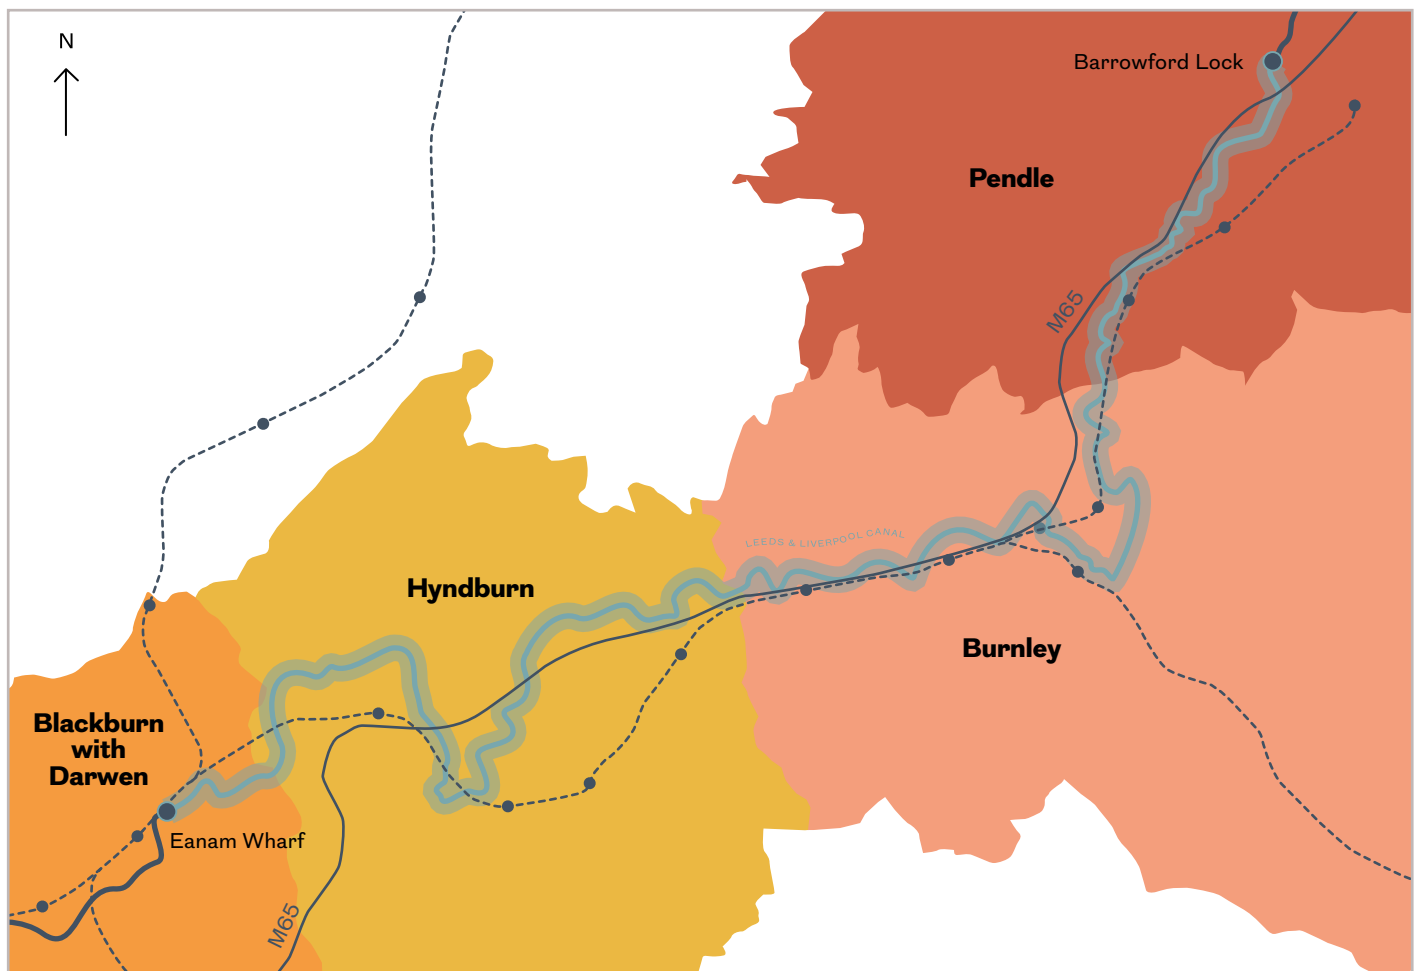 N
Barrowford Lock
Pendle
M65
LEEDS & LIVERPOOL CANAL
Hyndburn
Burnley
Blackburn
with
Darwen
Eanam Wharf
M65